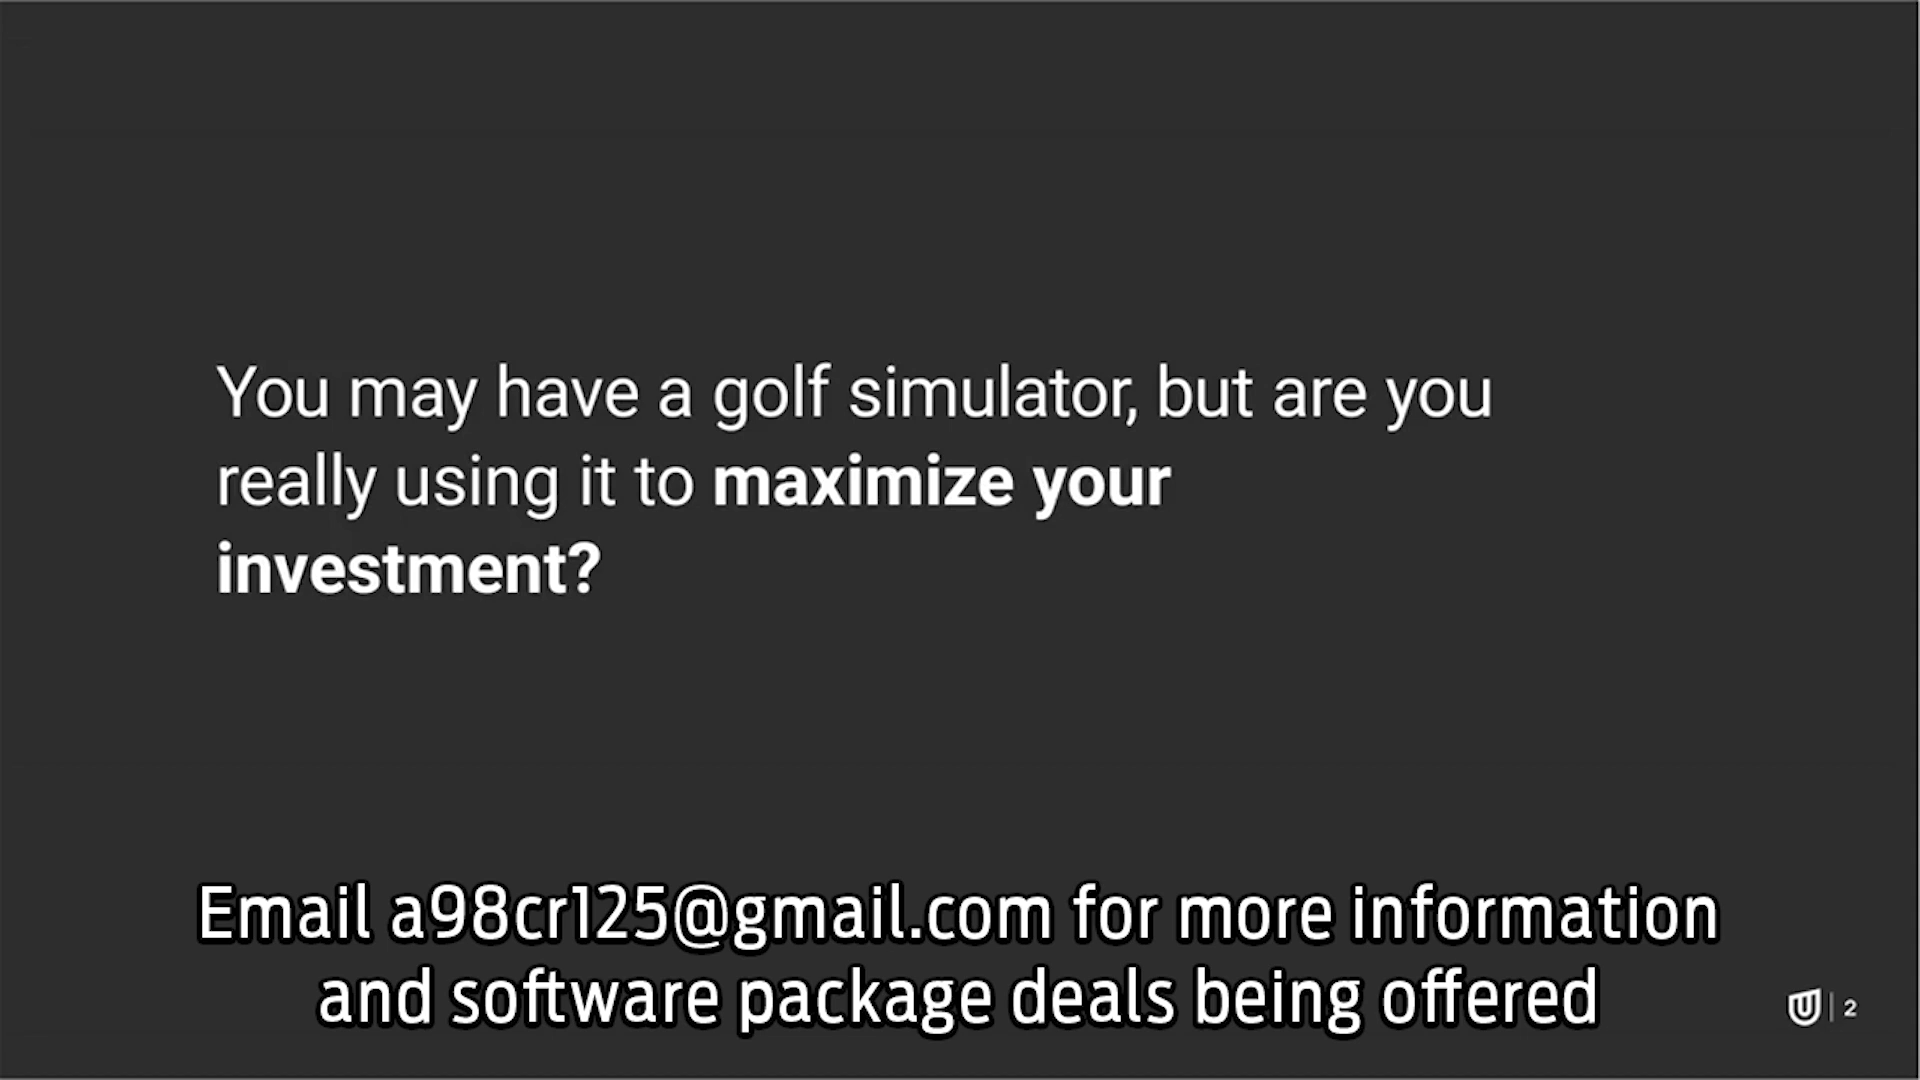 You may have a golf simulator, but are you
really using it to maximize your
investment?
Email a98cr125@gmail.com for more information
and software package deals being offered
2